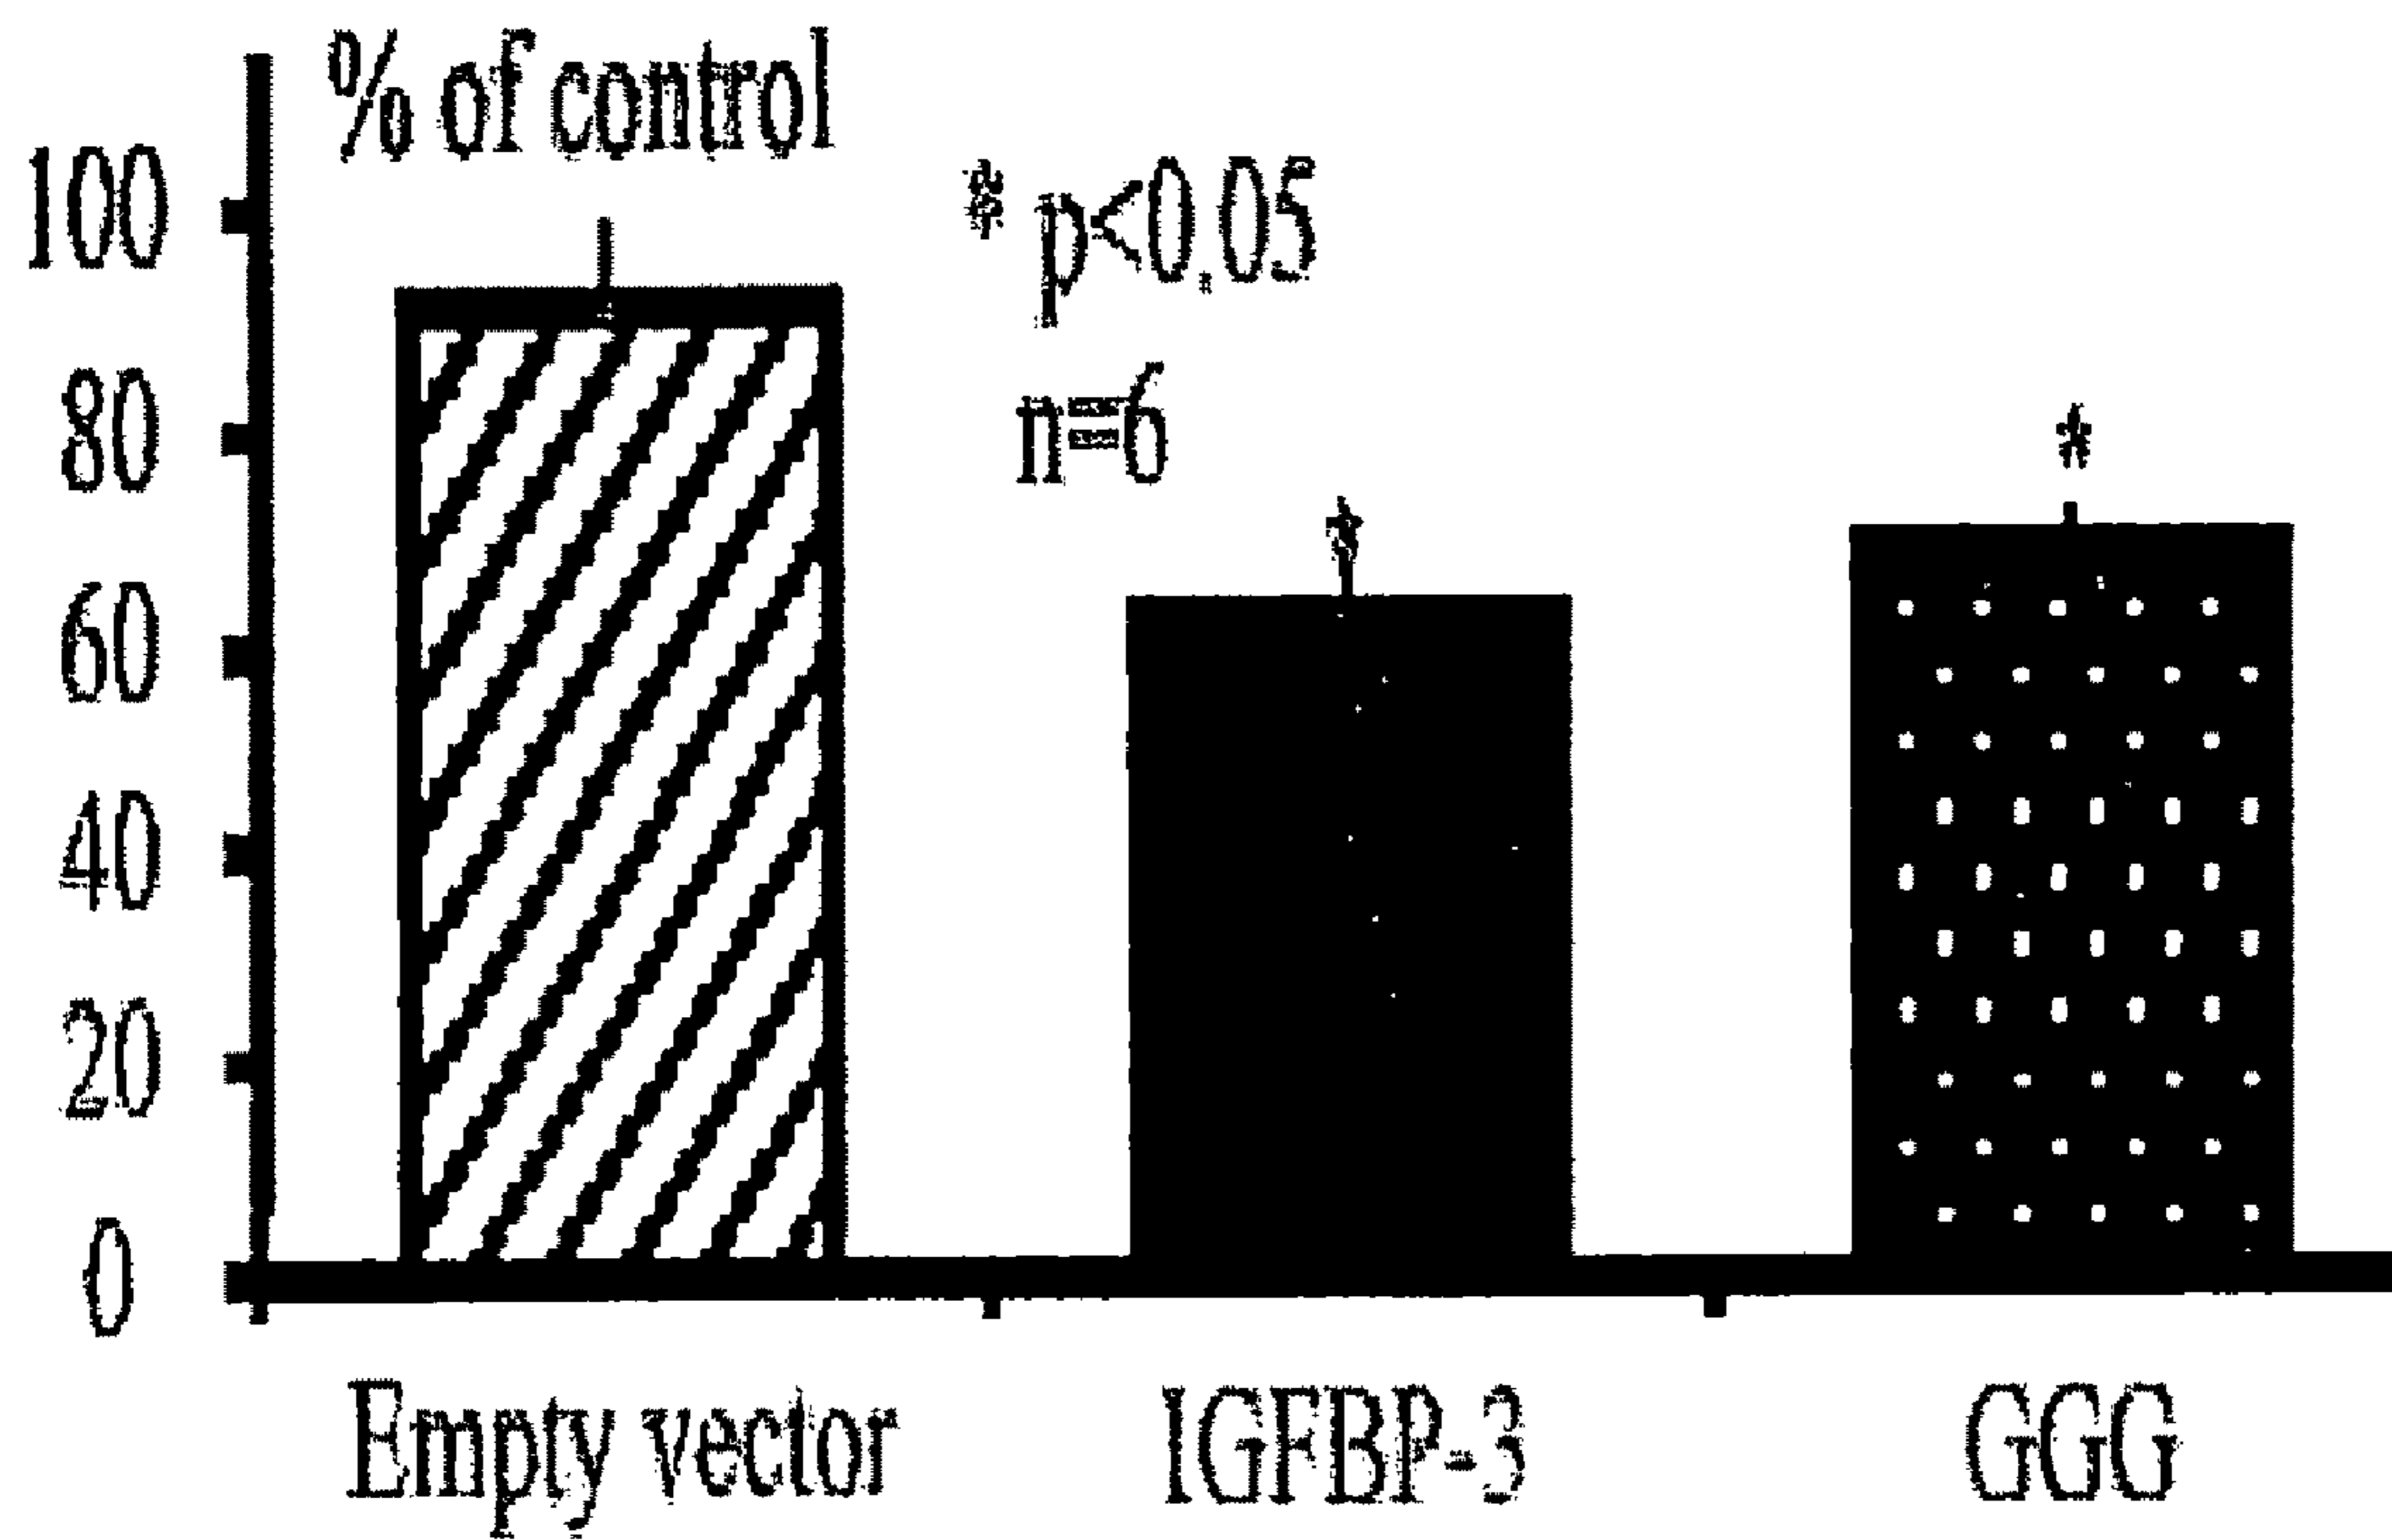 % of control
100
* p<0.05
80
n=6
*
*
60
40
20
0
Empty vector
IGFBP-3
GGG